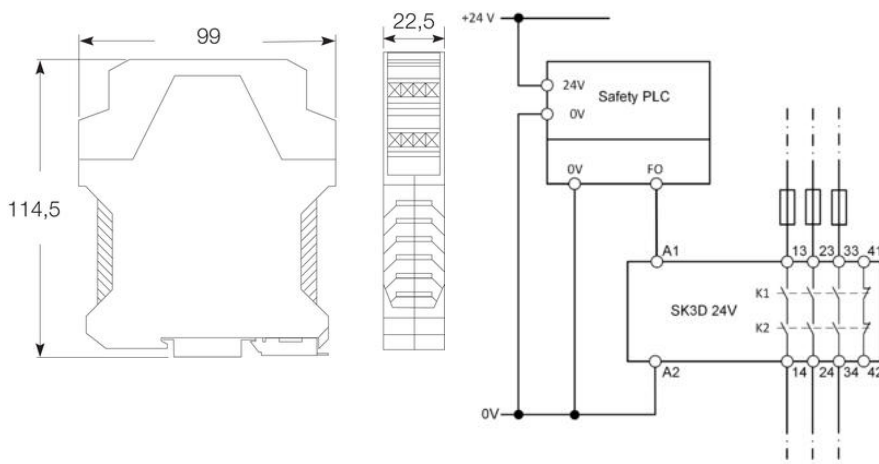 99
22,5
114,5
+24 V
24V
Safety PLC
0V
0V FO
A1 13 23 33 41
K1
SK3D 24V
K2
A2 14 24 34 42
0V